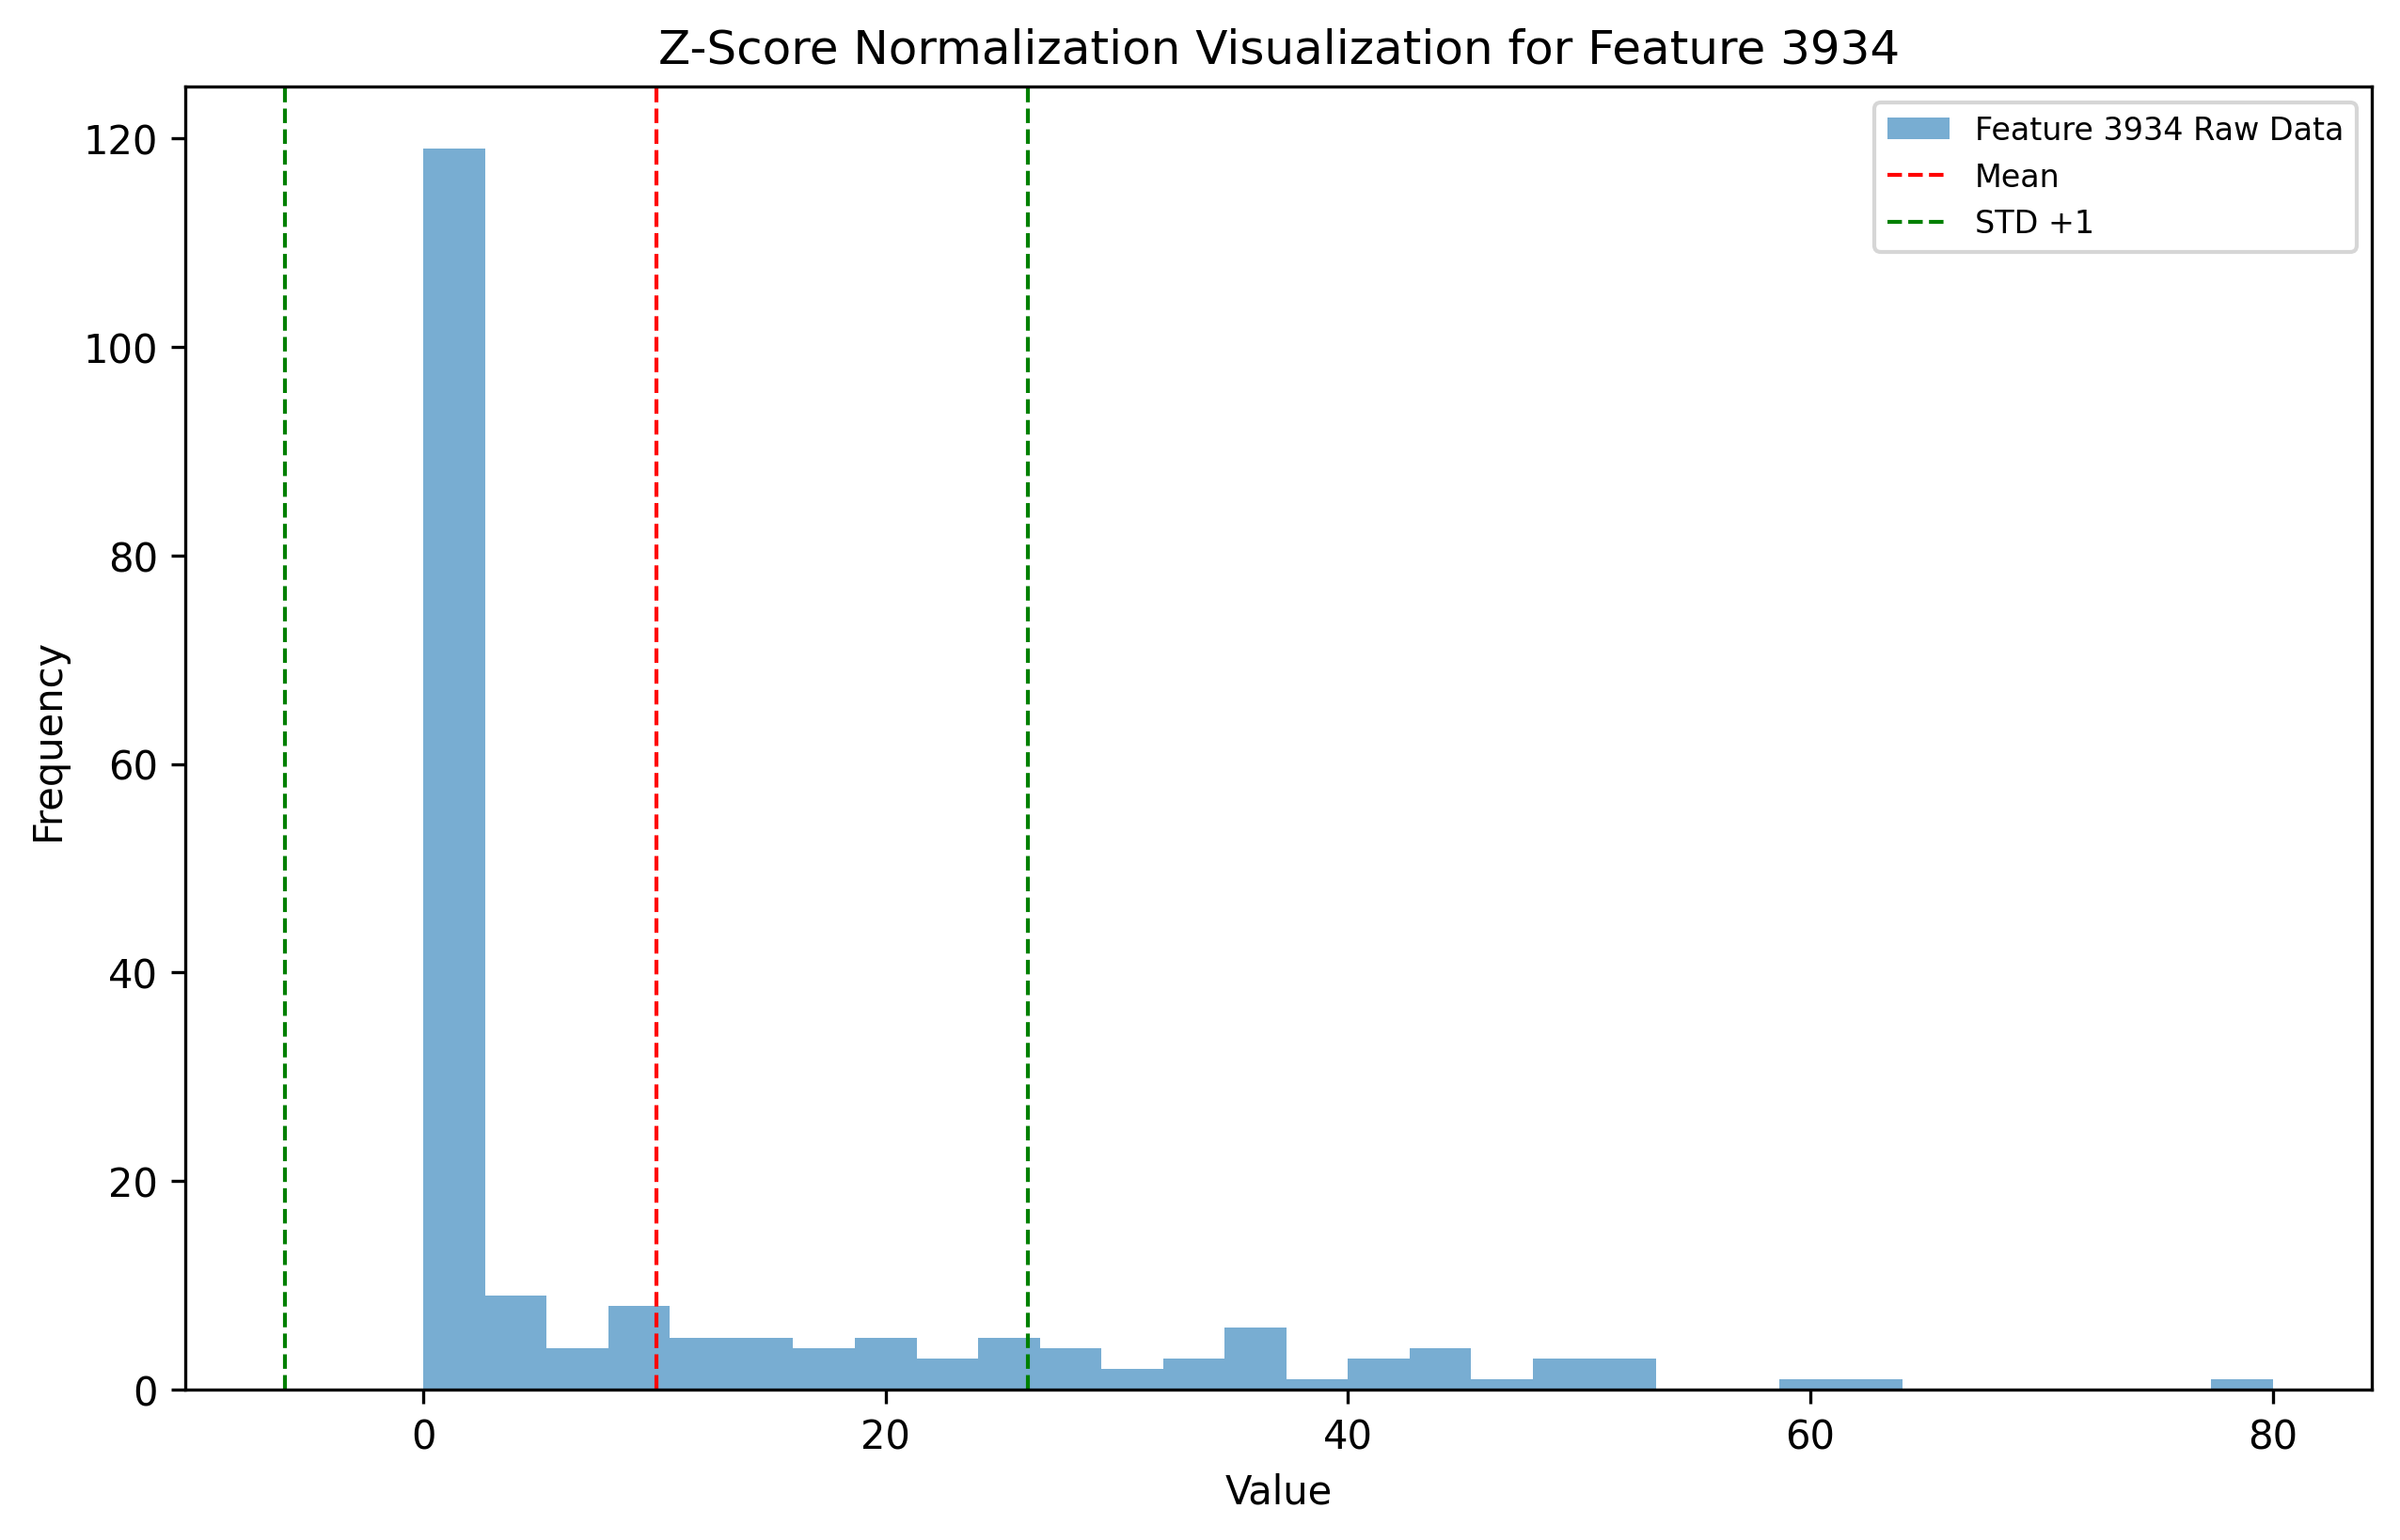 Z-Score Normalization Visualization for Feature 3934
Feature 3934 Raw Data
Mean
STD +1
120
100
80
60
40
20
0
Frequency
0 20 40 60 80
Value